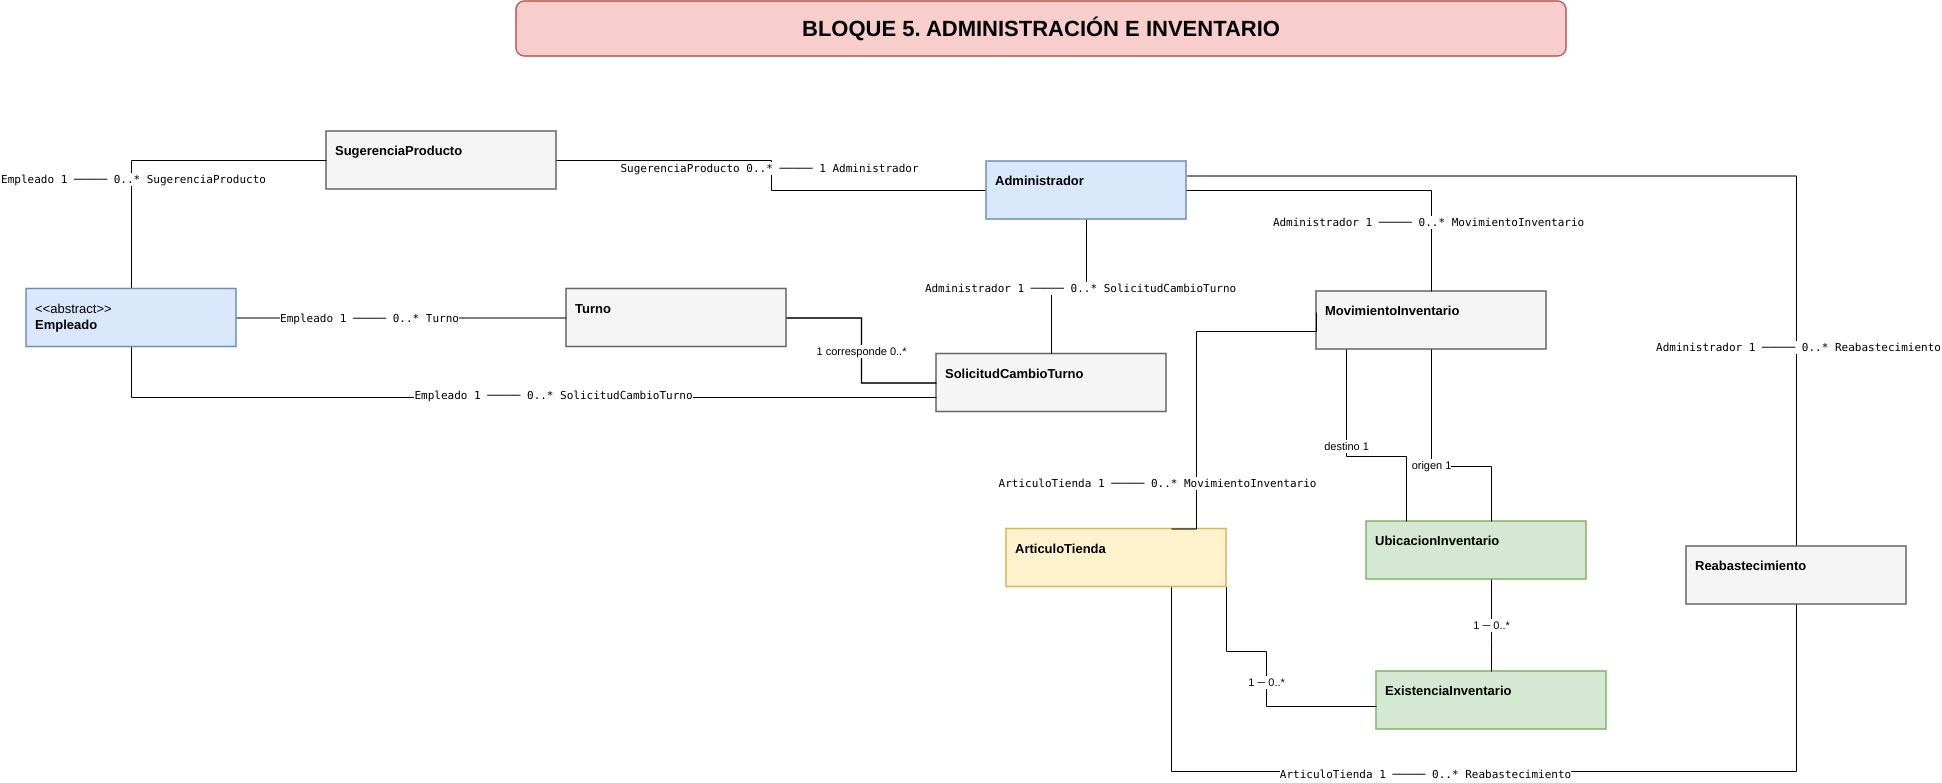 BLOQUE 5. ADMINISTRACIÓN E INVENTARIO
SugerenciaProducto
SugerenciaProducto 0..* ───── 1 Administrador
Administrador
Empleado 1 ───── 0..* SugerenciaProducto
Administrador 1 ───── 0..* MovimientoInventario
<<abstract>>
Empleado
Empleado 1 ───── 0..* Turno
Turno
Administrador 1 ───── 0..* SolicitudCambioTurno
MovimientoInventario
1 corresponde 0..*
Administrador 1 ───── 0..* Reabastecimiento
SolicitudCambioTurno
Empleado 1 ───── 0..* SolicitudCambioTurno
destino 1
origen 1
ArticuloTienda 1 ───── 0..* MovimientoInventario
ArticuloTienda
UbicacionInventario
Reabastecimiento
1 ─ 0..*
1 ─ 0..*
ExistenciaInventario
ArticuloTienda 1 ───── 0..* Reabastecimiento